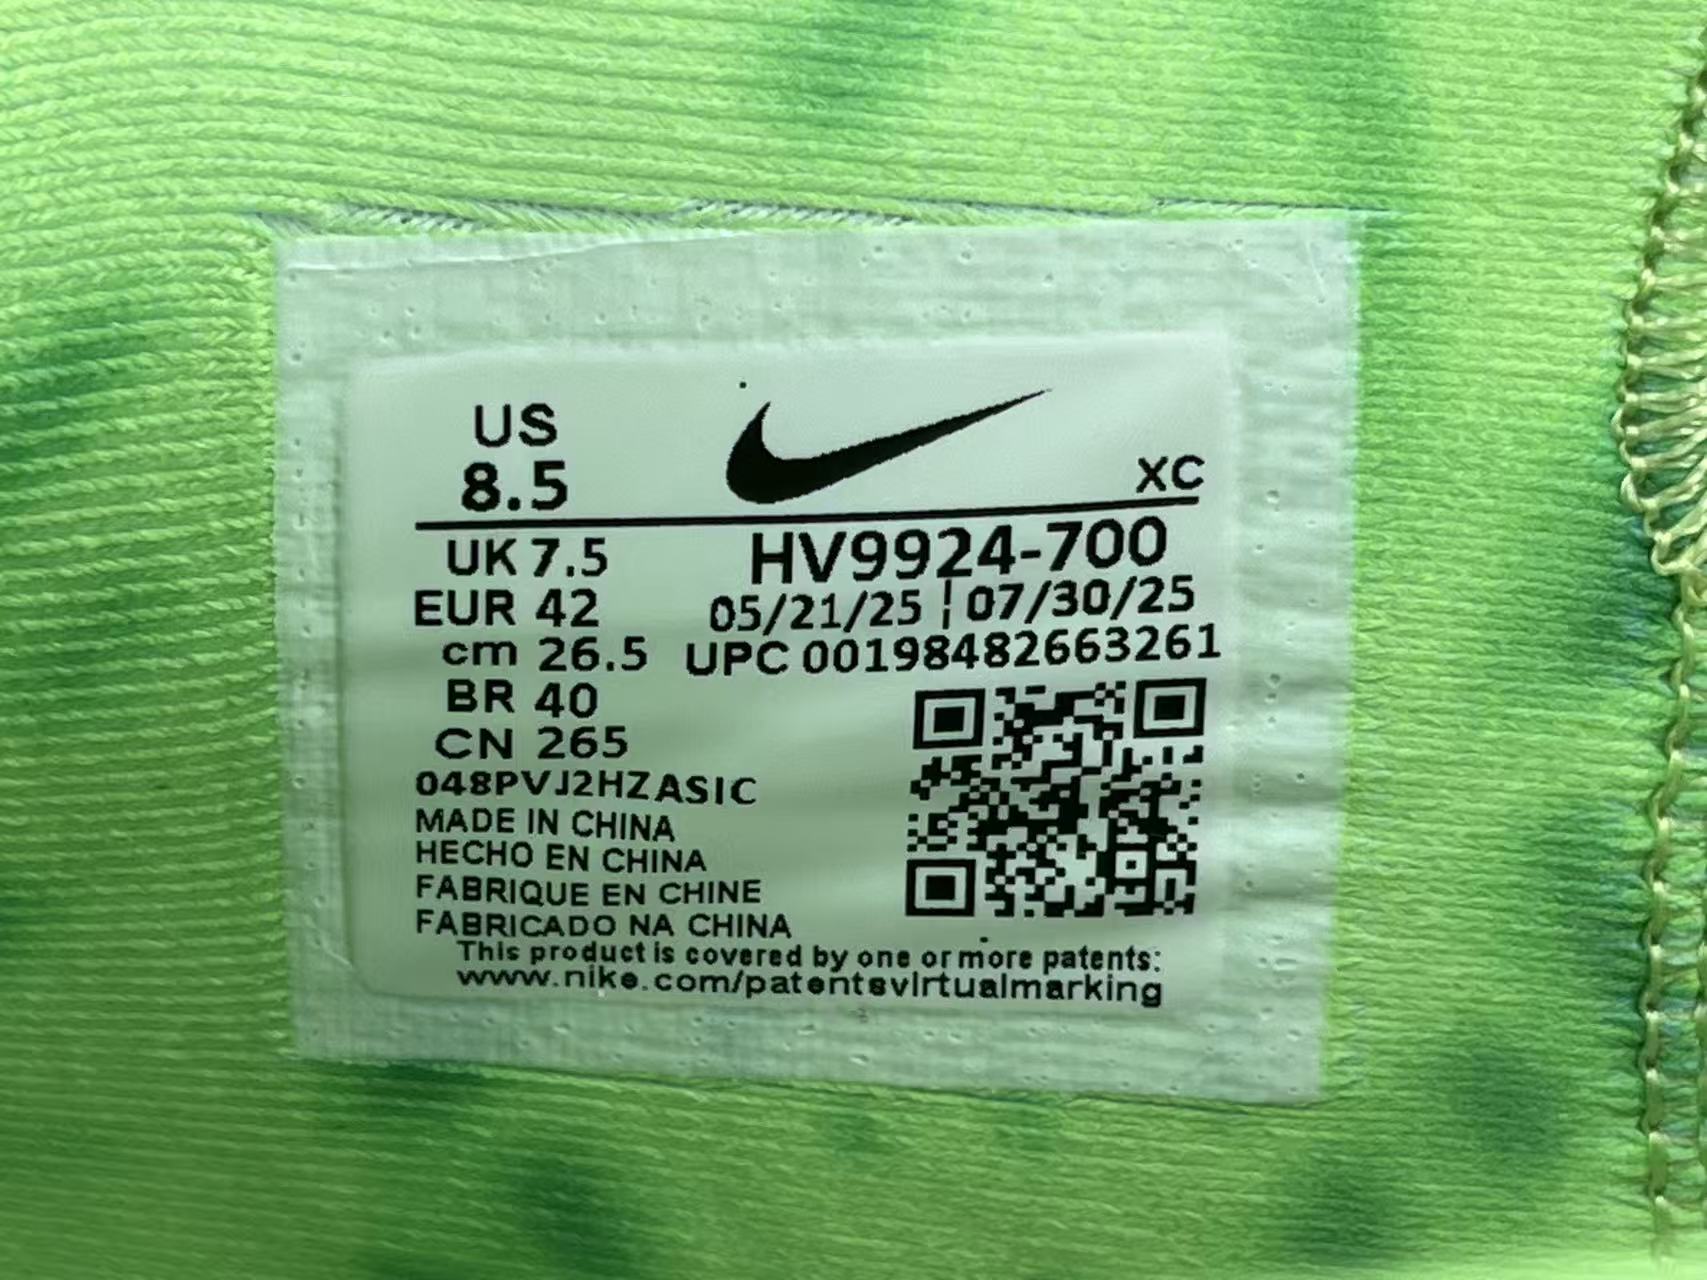 US
8.5
XC
UK 7.5
HV9924-700
EUR 42
05/21/25 | 07/30/25
cm 26.5
UPC 00198482663261
BR 40
CN 265
048PVJ2HZASIC
MADE IN CHINA
HECHO EN CHINA
FABRIQUE EN CHINE
FABRICADO NA CHINA
This product is covered by one or more patents:
www.nike.com/patentsvirtualmarking